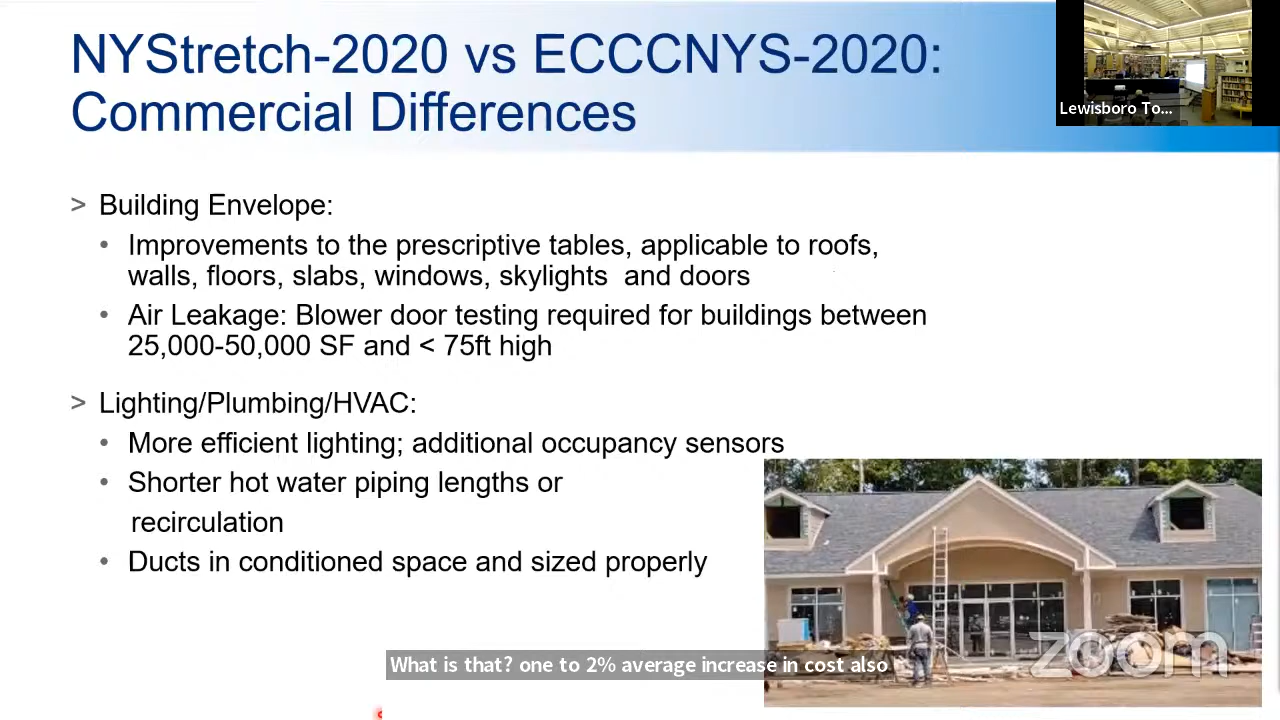 NYStretch-2020 vs ECCCNYS-2020:
Commercial Differences
Lewisboro To...
> Building Envelope:
• Improvements to the prescriptive tables, applicable to roofs,
walls, floors, slabs, windows, skylights and doors
• Air Leakage: Blower door testing required for buildings between
25,000-50,000 SF and < 75ft high
> Lighting/Plumbing/HVAC:
• More efficient lighting; additional occupancy sensors
• Shorter hot water piping lengths or
recirculation
• Ducts in conditioned space and sized properly
zoom
What is that? one to 2% average increase in cost also